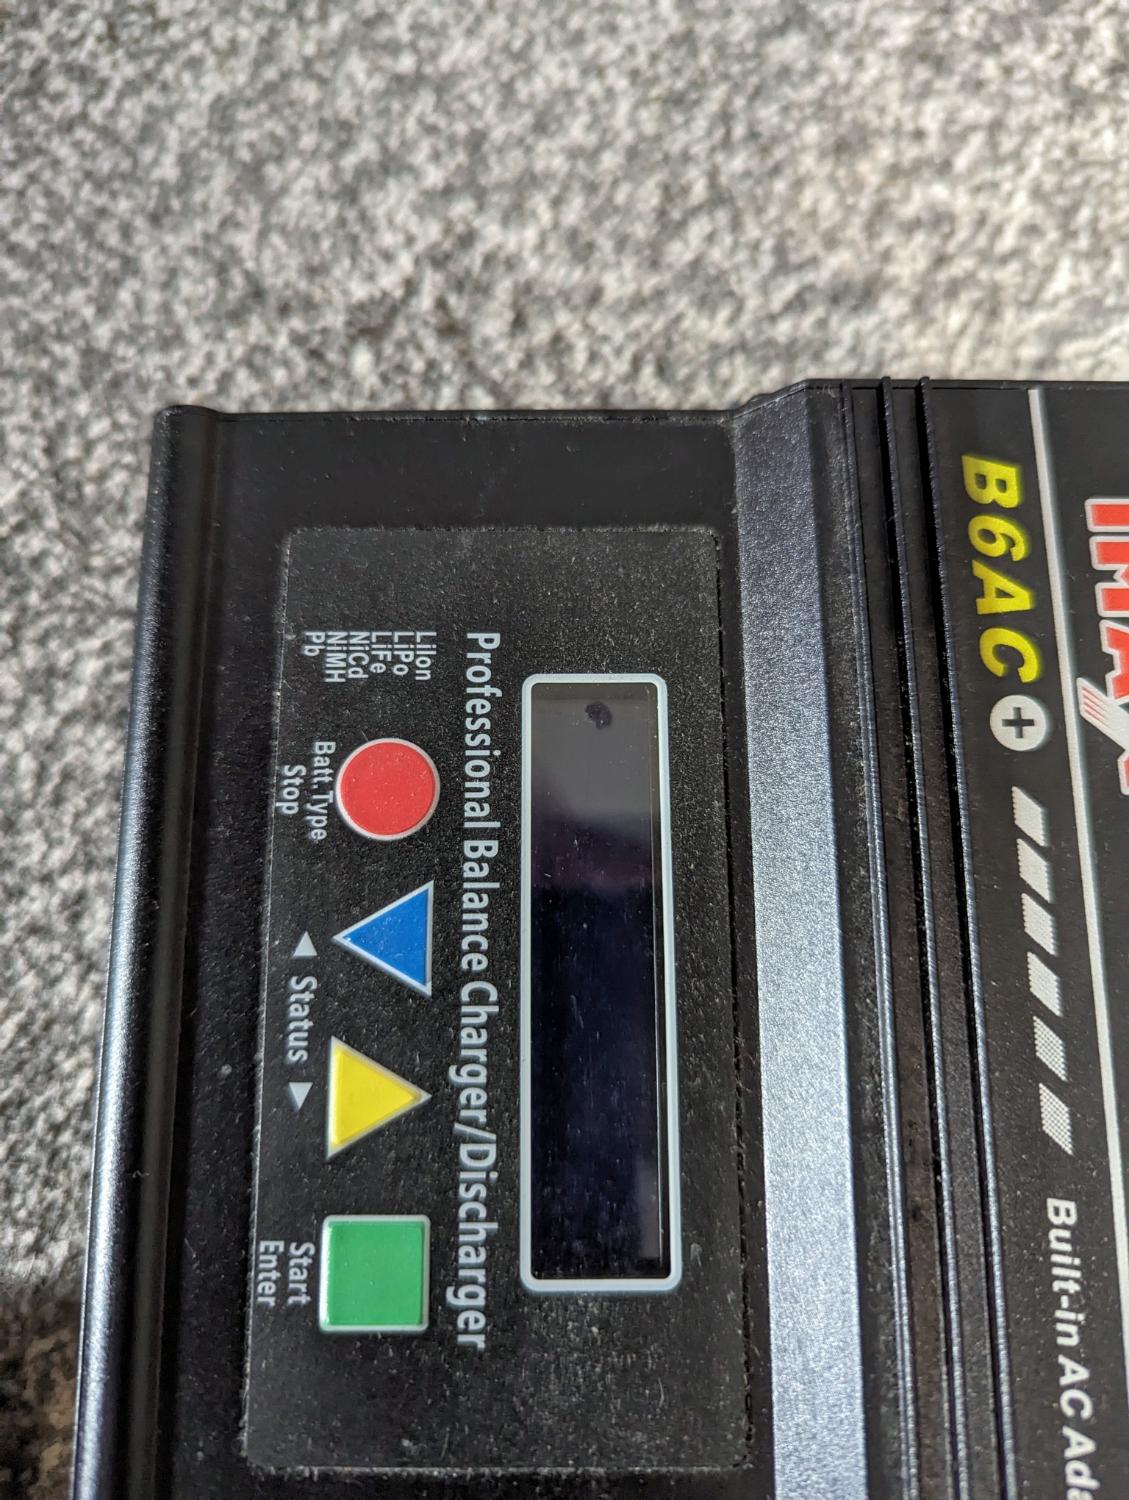 IMAX
B6AC+
Built-in AC Ada
Professional Balance Charger/Discharger
LiIon
LiPo
LiFe
NiCd
NiMH
Pb
Batt. Type
Stop
◄ Status ►
Start
Enter